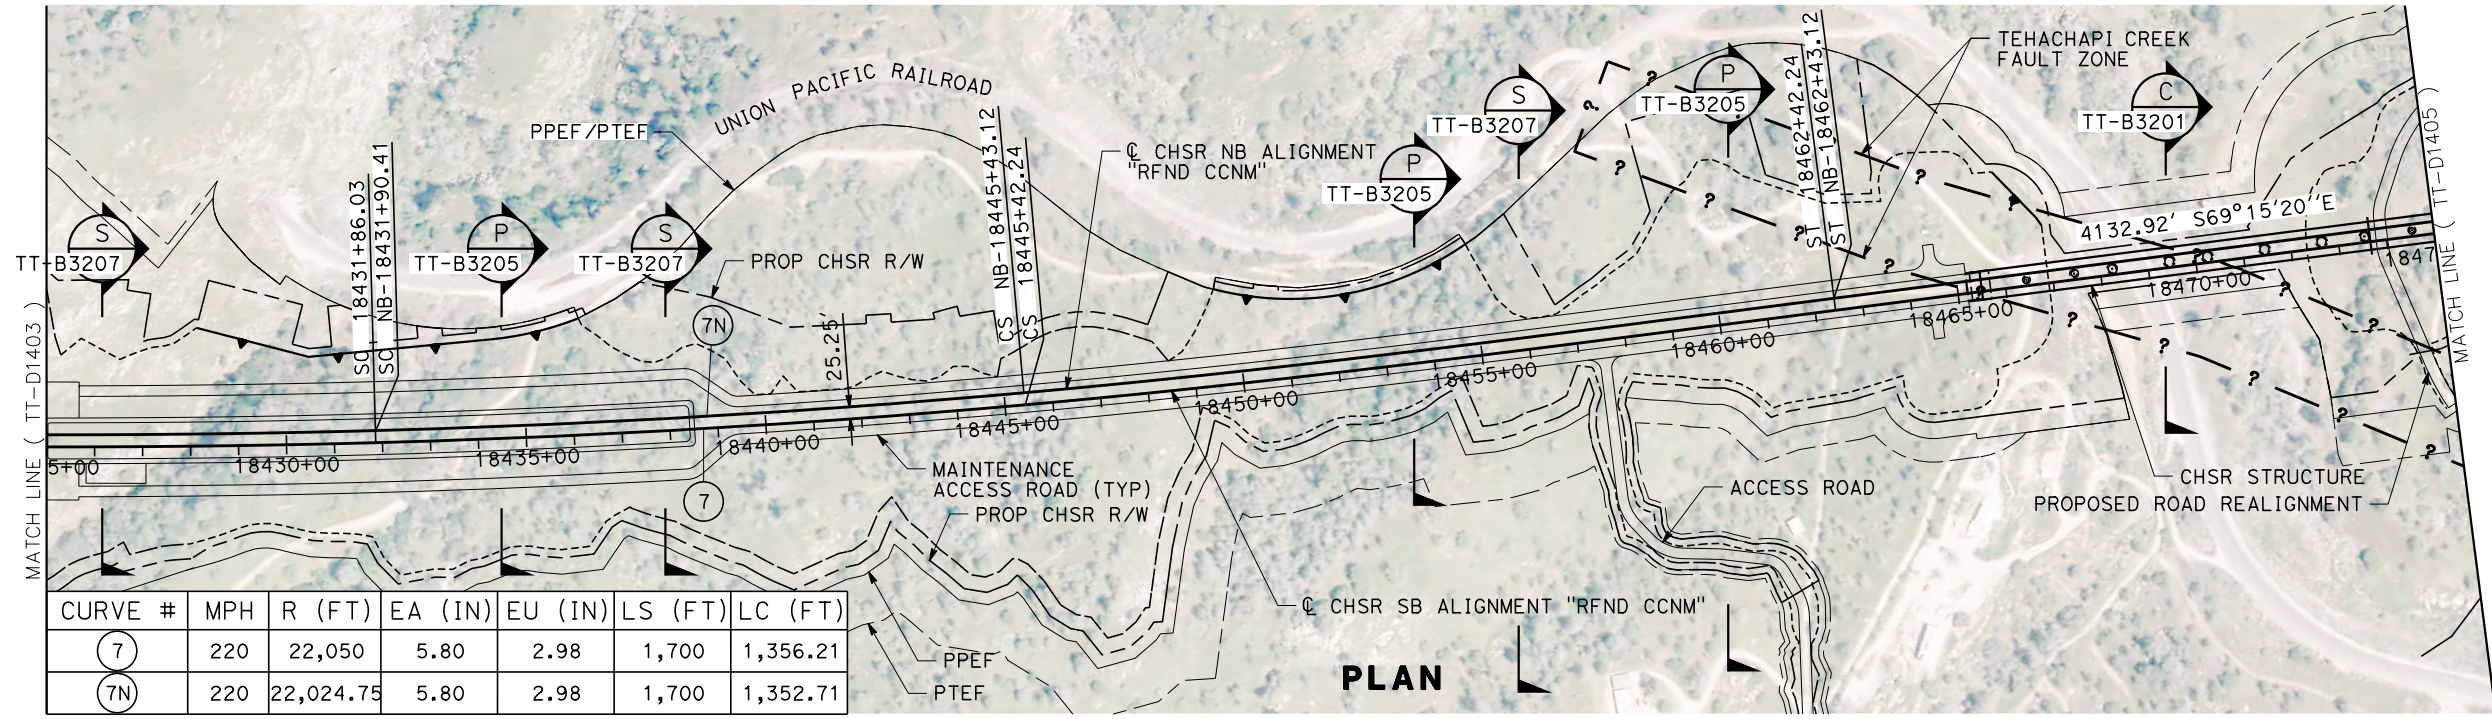 TEHACHAPI CREEK
FAULT ZONE
UNION PACIFIC RAILROAD
PPEF/PTEF
S
TT-B3207
P
TT-B3205
S
TT-B3207
P
TT-B3205
S
TT-B3207
P
TT-B3205
C
TT-B3201
SC 18431+86.03
SC NB-18431+90.41
CS NB-18445+43.12
CS 18445+42.24
ST 18462+42.24
ST NB-18462+43.12
℄ CHSR NB ALIGNMENT
"RFND CCNM"
4132.92' S69°15'20''E
PROP CHSR R/W
7N
25.25
MATCH LINE ( TT-D1403 )
MATCH LINE ( TT-D1405 )
5+00
18430+00
18435+00
18440+00
18445+00
18450+00
18455+00
18460+00
18465+00
18470+00
1847
? ? ? ? ? ? ? ? ? ? ? ? ? ? ? ? ? ?
7
MAINTENANCE
ACCESS ROAD (TYP)
PROP CHSR R/W
ACCESS ROAD
CHSR STRUCTURE
PROPOSED ROAD REALIGNMENT
℄ CHSR SB ALIGNMENT "RFND CCNM"
PPEF
PTEF
PLAN
CURVE # MPH R (FT) EA (IN) EU (IN) LS (FT) LC (FT)
7 220 22,050 5.80 2.98 1,700 1,356.21
7N 220 22,024.75 5.80 2.98 1,700 1,352.71